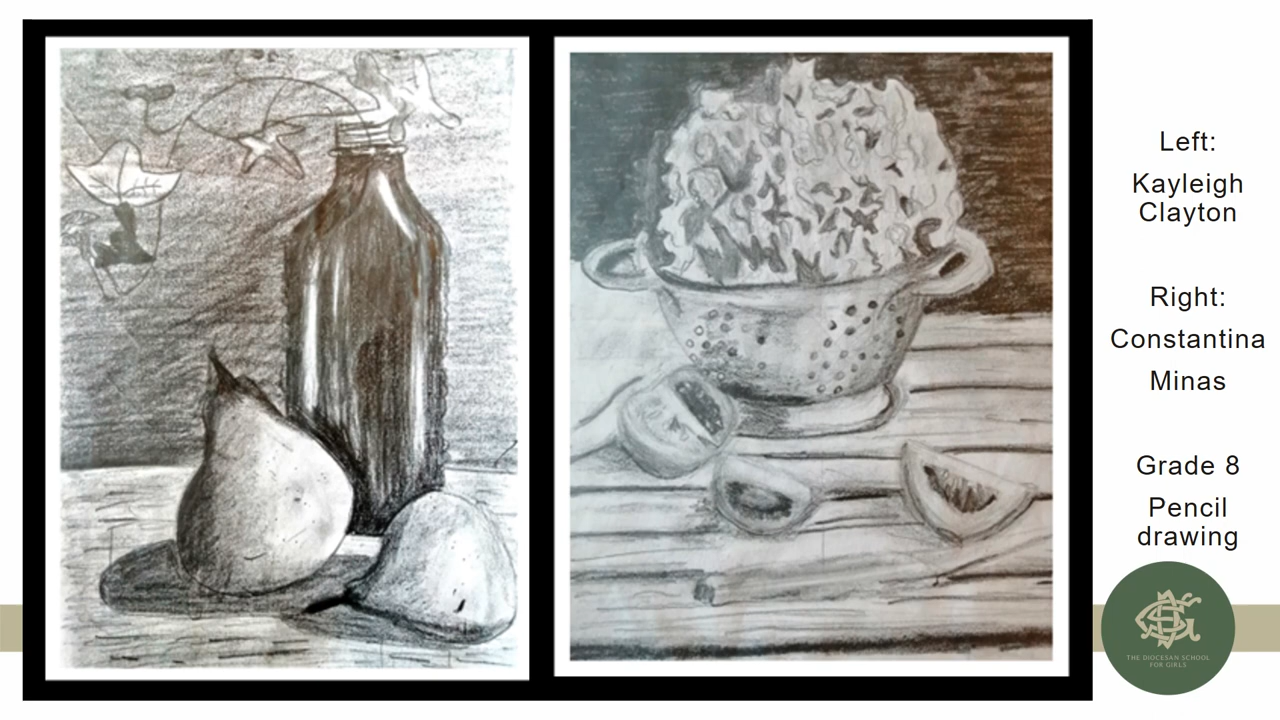 Left:
Kayleigh
Clayton
Right:
Constantina
Minas
Grade 8
Pencil
drawing
THE DIOCESAN SCHOOL
FOR GIRLS